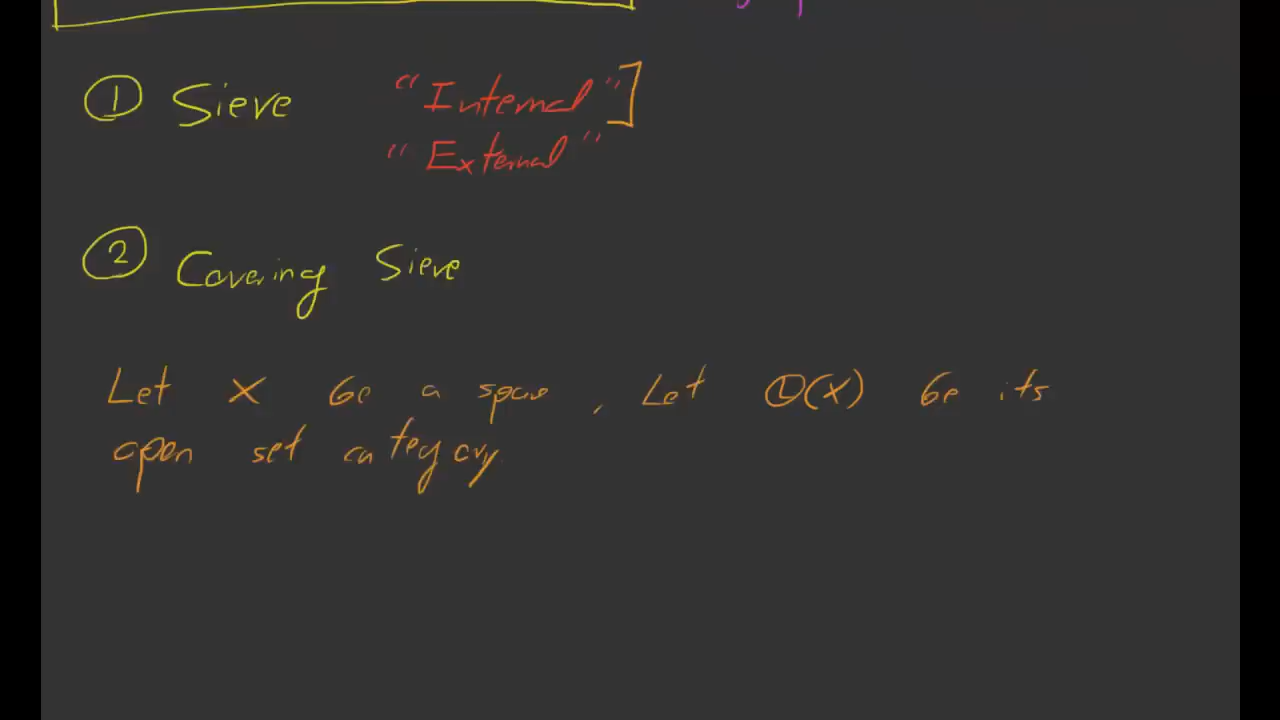 ① Sieve "Internal"]
"External"
② Covering Sieve
Let X be a space, Let O(X) be its
open set category